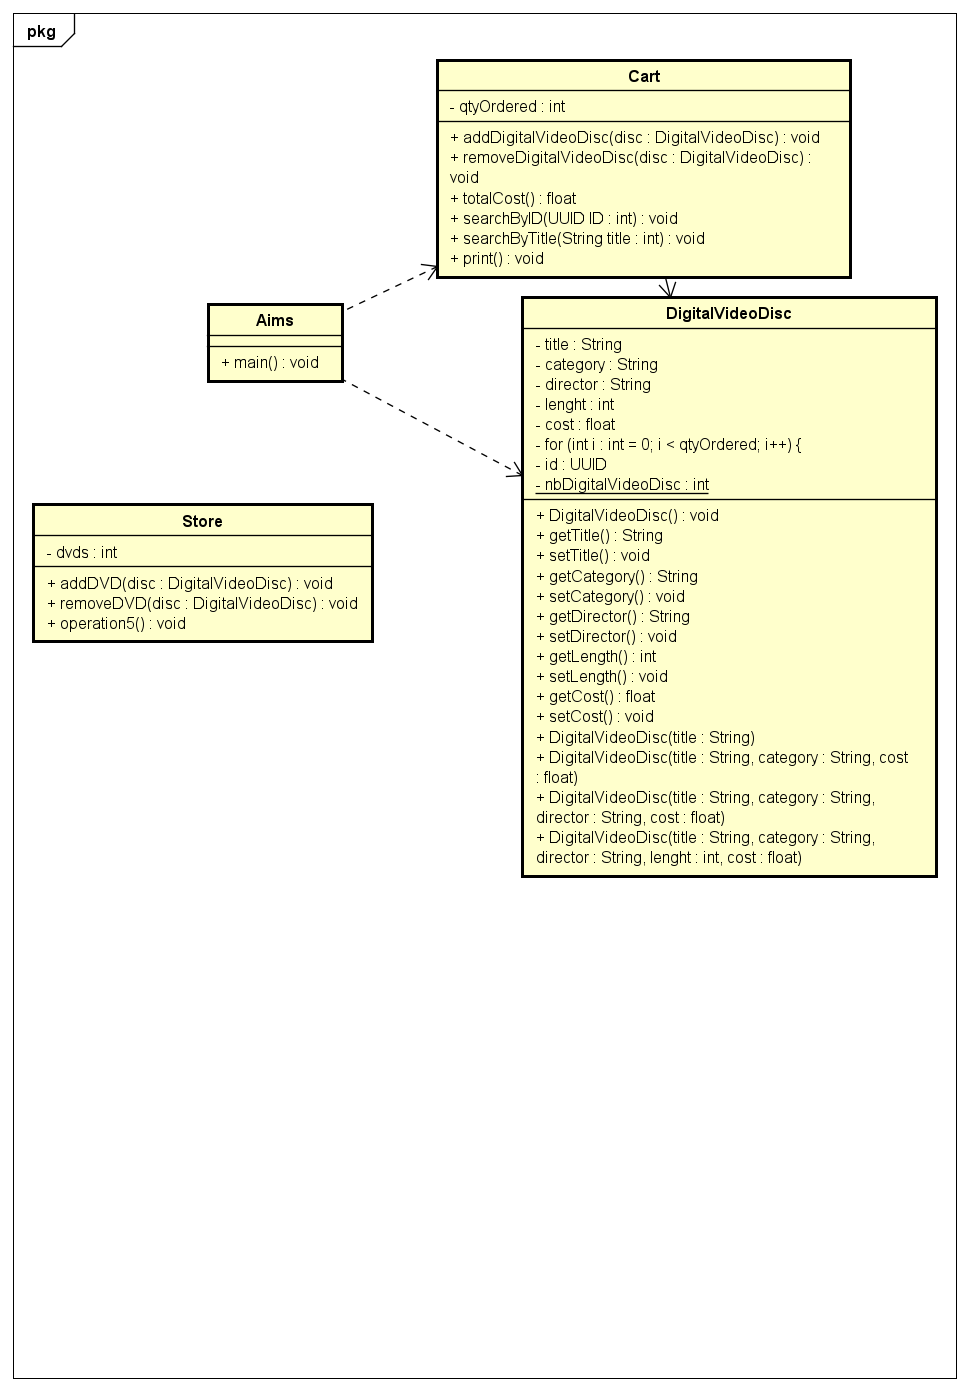 pkg
Cart
- qtyOrdered : int
+ addDigitalVideoDisc(disc : DigitalVideoDisc) : void
+ removeDigitalVideoDisc(disc : DigitalVideoDisc) :
void
+ totalCost() : float
+ searchByID(UUID ID : int) : void
+ searchByTitle(String title : int) : void
+ print() : void
Aims
+ main() : void
DigitalVideoDisc
- title : String
- category : String
- director : String
- lenght : int
- cost : float
- for (int i : int = 0; i < qtyOrdered; i++) {
- id : UUID
- nbDigitalVideoDisc : int
+ DigitalVideoDisc() : void
+ getTitle() : String
+ setTitle() : void
+ getCategory() : String
+ setCategory() : void
+ getDirector() : String
+ setDirector() : void
+ getLength() : int
+ setLength() : void
+ getCost() : float
+ setCost() : void
+ DigitalVideoDisc(title : String)
+ DigitalVideoDisc(title : String, category : String, cost
: float)
+ DigitalVideoDisc(title : String, category : String,
director : String, cost : float)
+ DigitalVideoDisc(title : String, category : String,
director : String, lenght : int, cost : float)
Store
- dvds : int
+ addDVD(disc : DigitalVideoDisc) : void
+ removeDVD(disc : DigitalVideoDisc) : void
+ operation5() : void